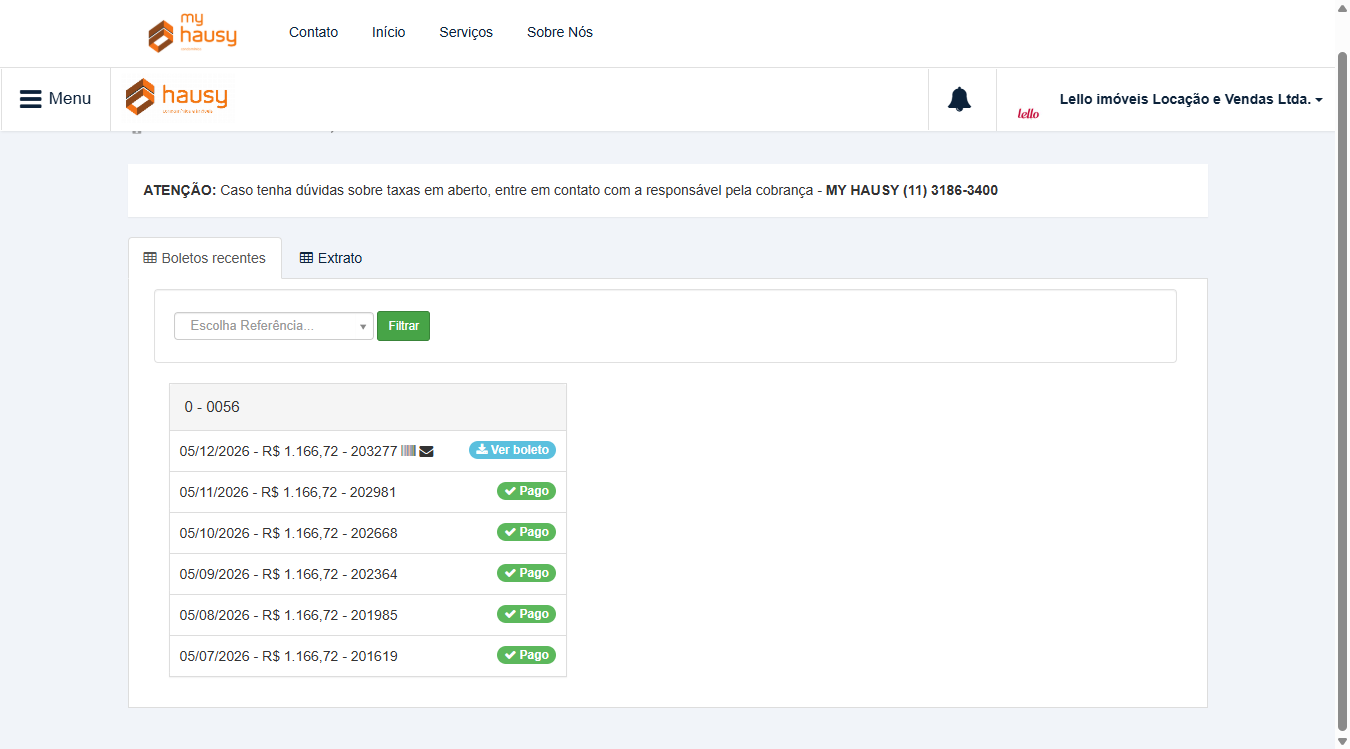 my
hausy
Contato Início Serviços Sobre Nós
Menu
hausy
lello
Lello imóveis Locação e Vendas Ltda.
ATENÇÃO: Caso tenha dúvidas sobre taxas em aberto, entre em contato com a responsável pela cobrança - MY HAUSY (11) 3186-3400
Boletos recentes Extrato
Escolha Referência... Filtrar
0 - 0056
05/12/2026 - R$ 1.166,72 - 203277 Ver boleto
05/11/2026 - R$ 1.166,72 - 202981 Pago
05/10/2026 - R$ 1.166,72 - 202668 Pago
05/09/2026 - R$ 1.166,72 - 202364 Pago
05/08/2026 - R$ 1.166,72 - 201985 Pago
05/07/2026 - R$ 1.166,72 - 201619 Pago